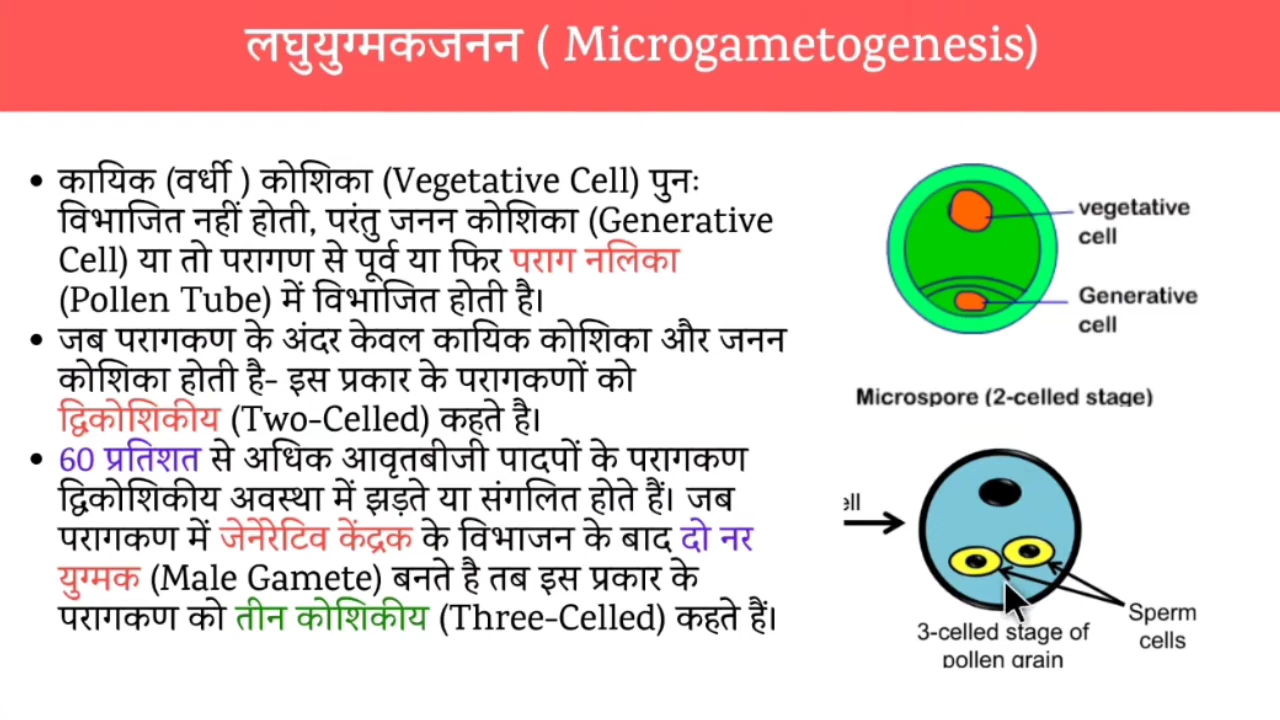 लघुयुग्मकजनन ( Microgametogenesis)
• कायिक (वर्धी ) कोशिका (Vegetative Cell) पुनः
विभाजित नहीं होती, परंतु जनन कोशिका (Generative
Cell) या तो परागण से पूर्व या फिर पराग नलिका
(Pollen Tube) में विभाजित होती है।
• जब परागकण के अंदर केवल कायिक कोशिका और जनन
कोशिका होती है- इस प्रकार के परागकणों को
द्विकोशिकीय (Two-Celled) कहते है।
• 60 प्रतिशत से अधिक आवृतबीजी पादपों के परागकण
द्विकोशिकीय अवस्था में झड़ते या संगलित होते हैं। जब
परागकण में जेनेरेटिव केंद्रक के विभाजन के बाद दो नर
युग्मक (Male Gamete) बनते है तब इस प्रकार के
परागकण को तीन कोशिकीय (Three-Celled) कहते हैं।
vegetative
cell
Generative
cell
Microspore (2-celled stage)
ell
Sperm
cells
3-celled stage of
pollen grain